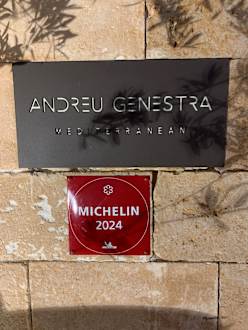 ANDREU GENESTRA
MEDITERRANEAN
MICHELIN
2024